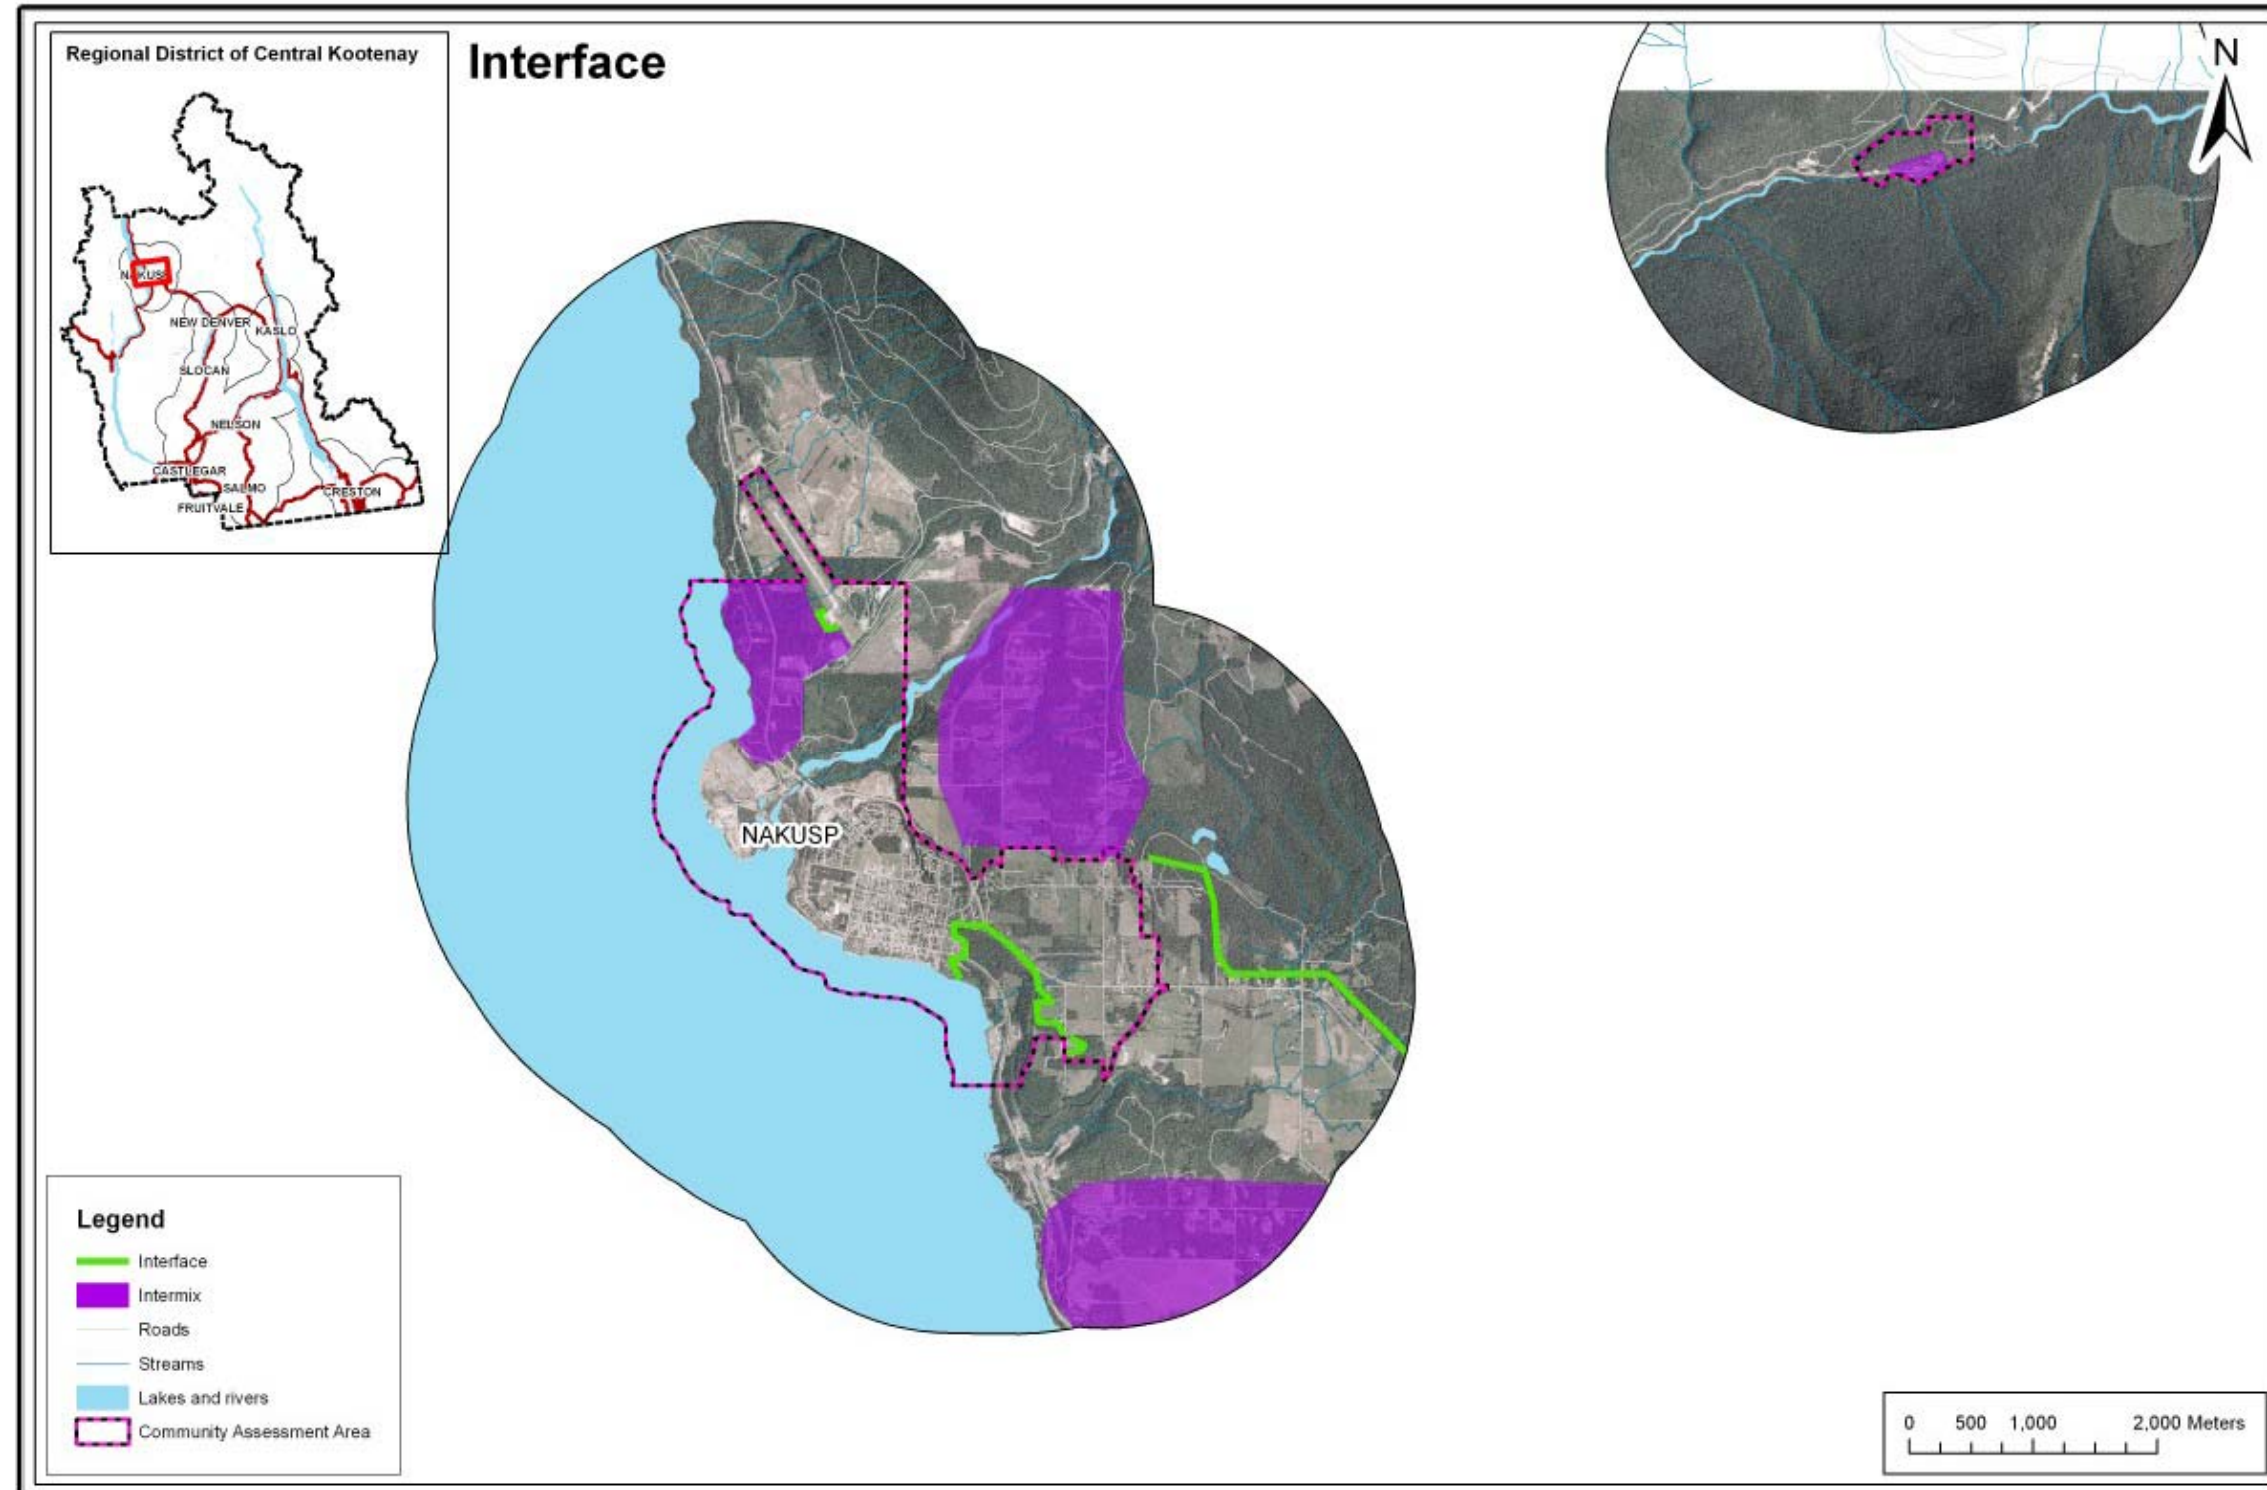 Regional District of Central Kootenay
Interface
N
NAKUSP
NEW DENVER
KASLO
SLOCAN
NELSON
CASTLEGAR
SALMO
CRESTON
FRUITVALE
NAKUSP
Legend
Interface
Intermix
Roads
Streams
Lakes and rivers
Community Assessment Area
0 500 1,000 2,000 Meters